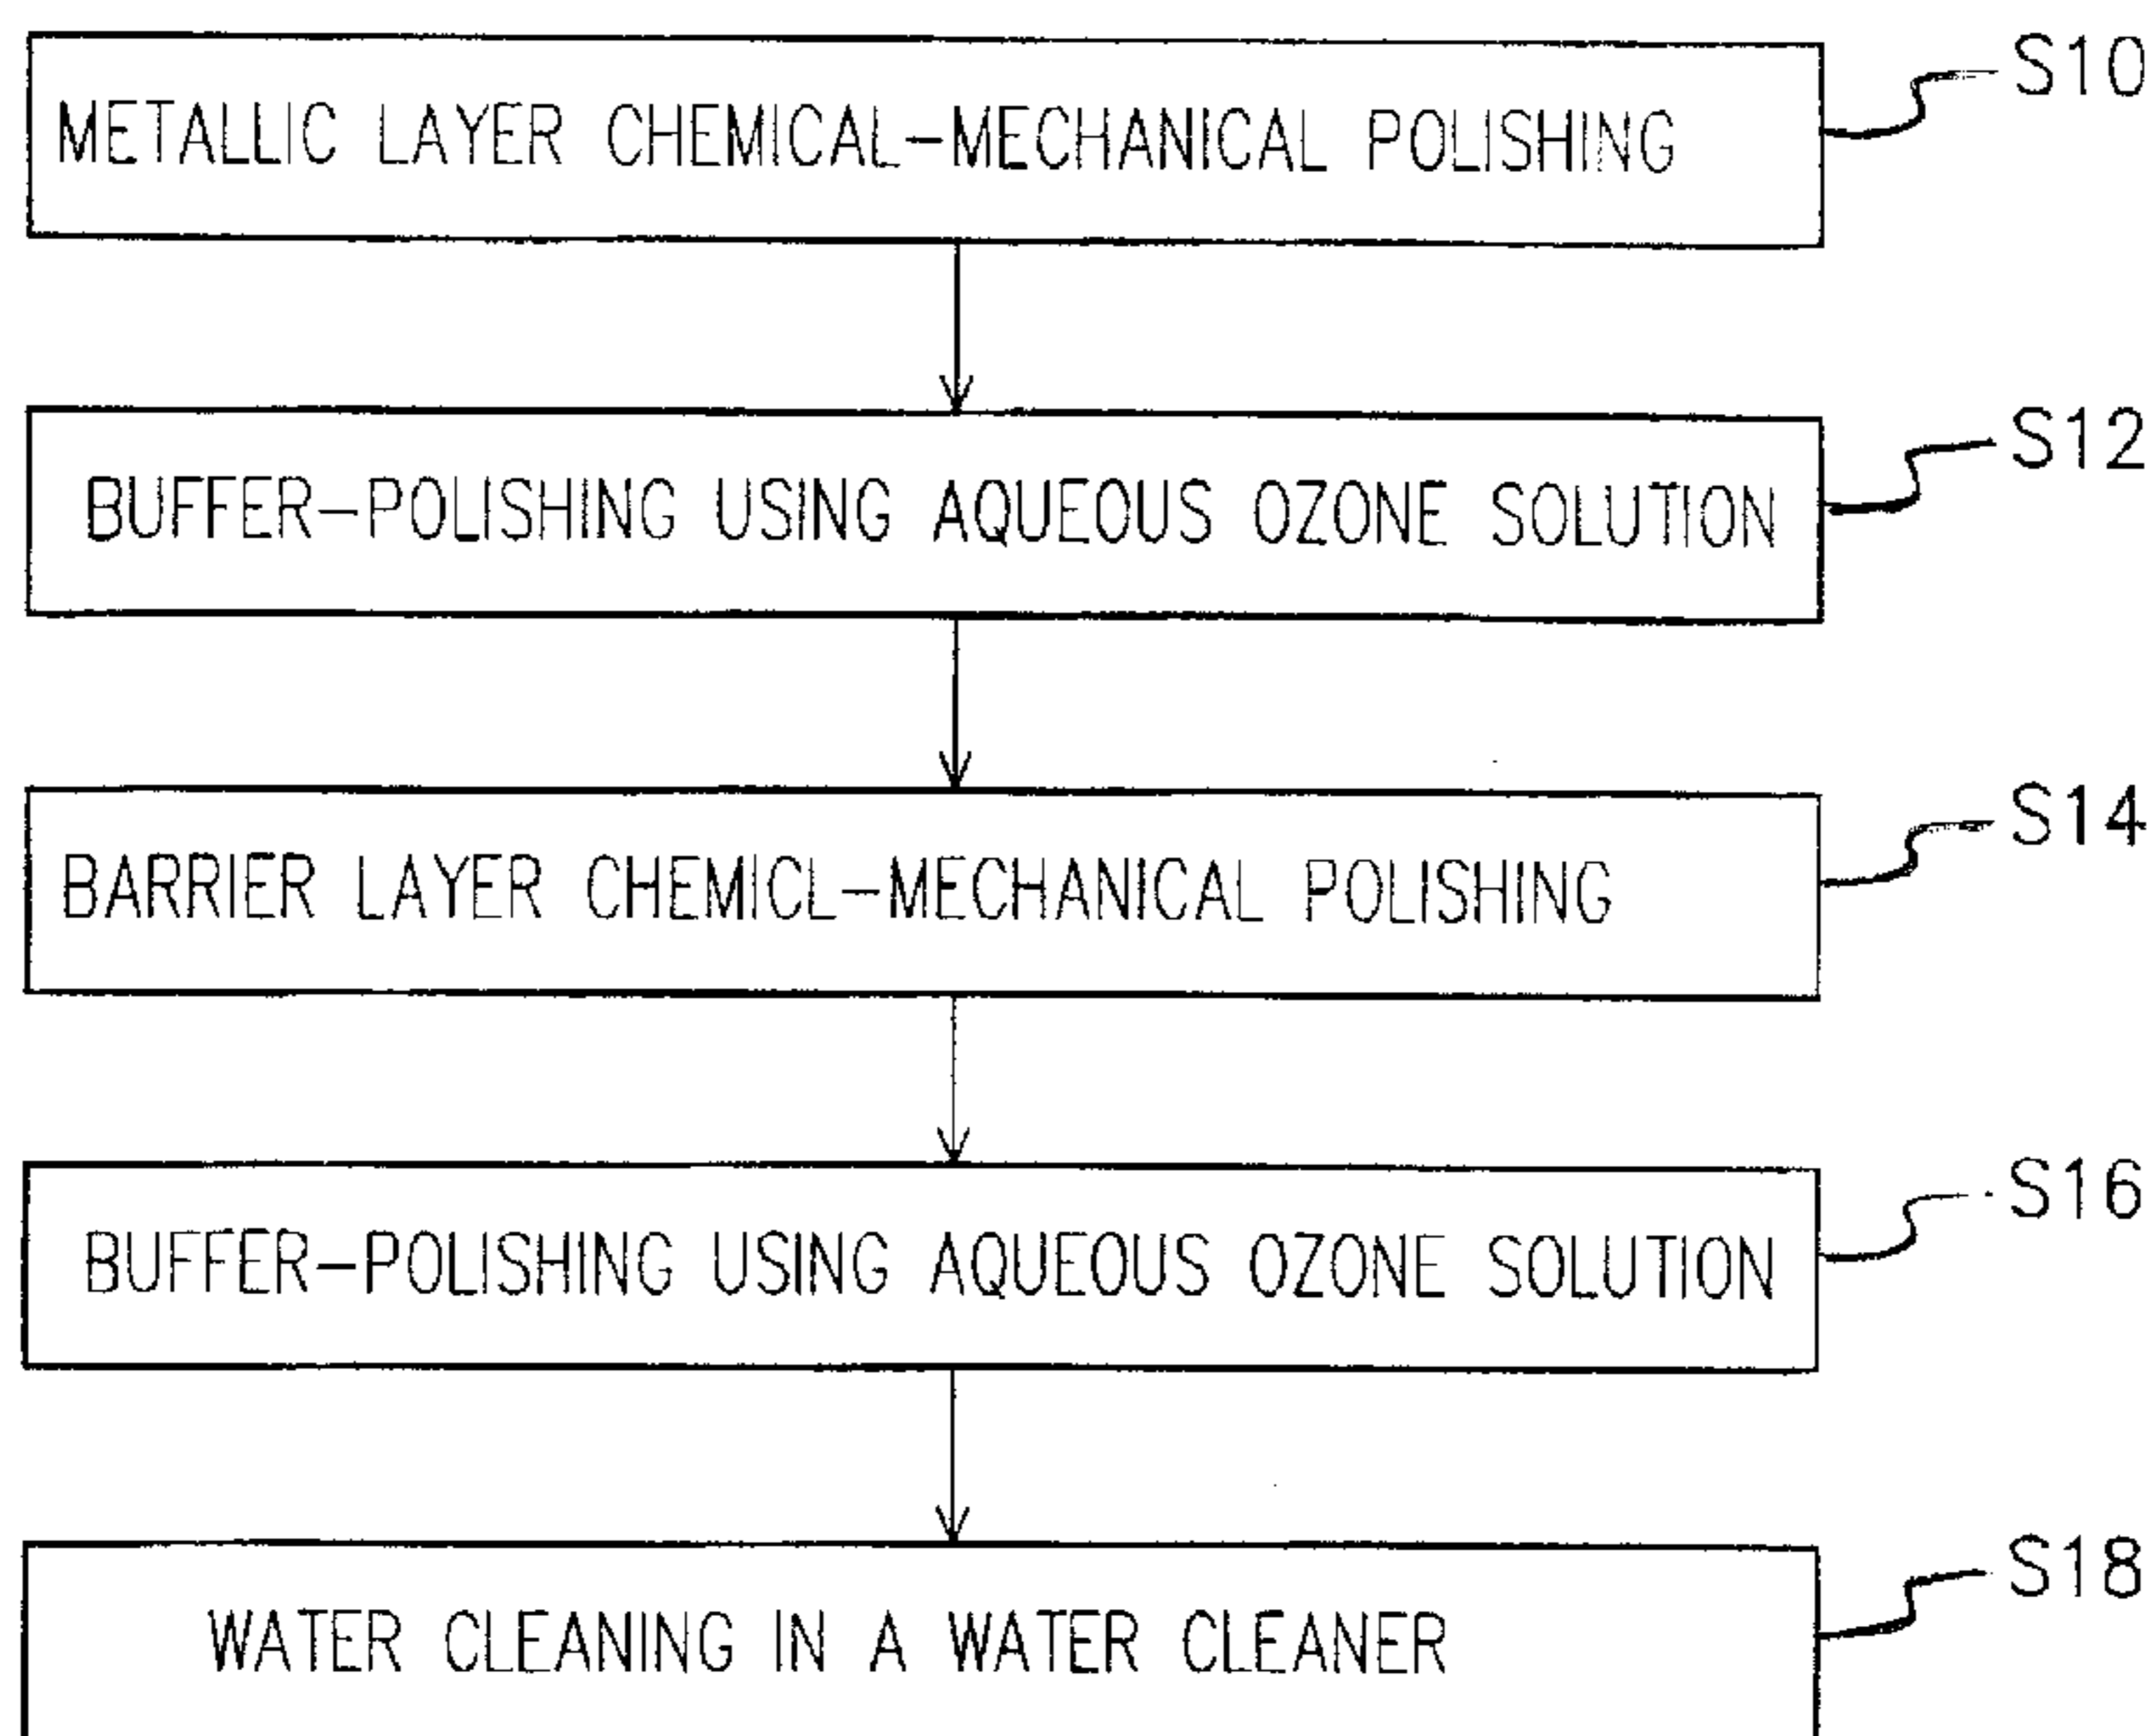 METALLIC LAYER CHEMICAL-MECHANICAL POLISHING
S10
BUFFER-POLISHING USING AQUEOUS OZONE SOLUTION
S12
BARRIER LAYER CHEMICL-MECHANICAL POLISHING
S14
BUFFER-POLISHING USING AQUEOUS OZONE SOLUTION
S16
WATER CLEANING IN A WATER CLEANER
S18